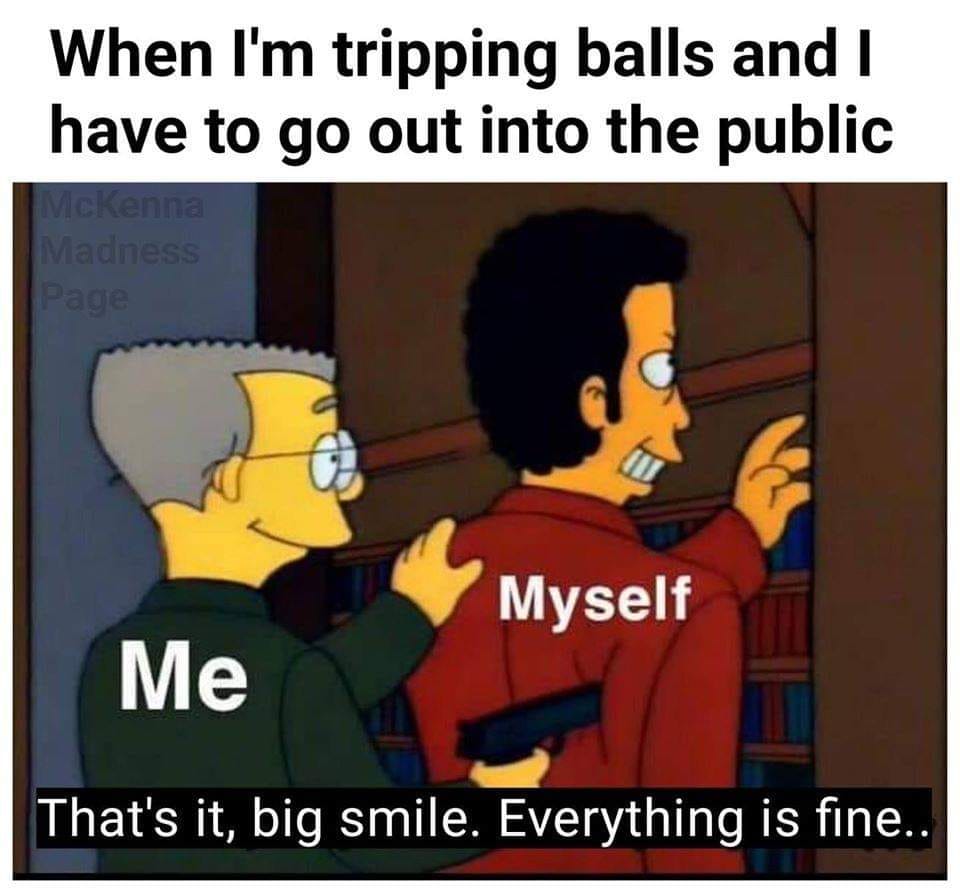 When I'm tripping balls and I
have to go out into the public
McKenna
Madness
Page
Myself
Me
That's it, big smile. Everything is fine..